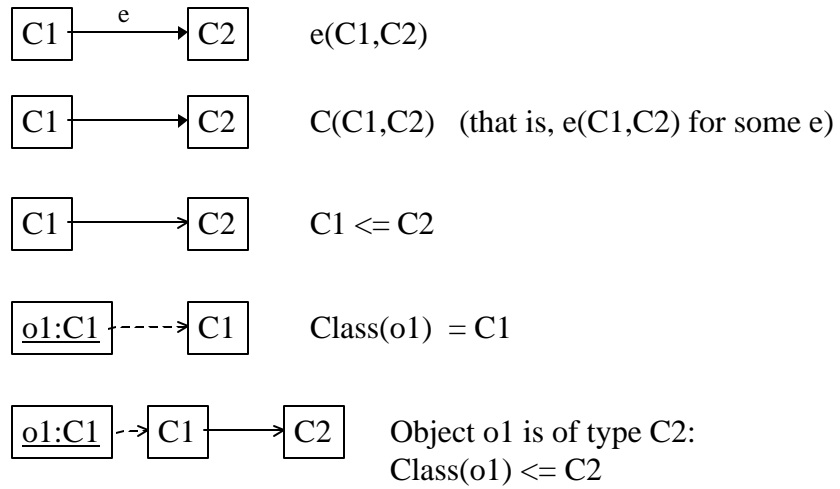 e
C1 C2 e(C1,C2)
C1 C2 C(C1,C2) (that is, e(C1,C2) for some e)
C1 C2 C1 <= C2
o1:C1 C1 Class(o1) = C1
o1:C1 C1 C2 Object o1 is of type C2:
Class(o1) <= C2